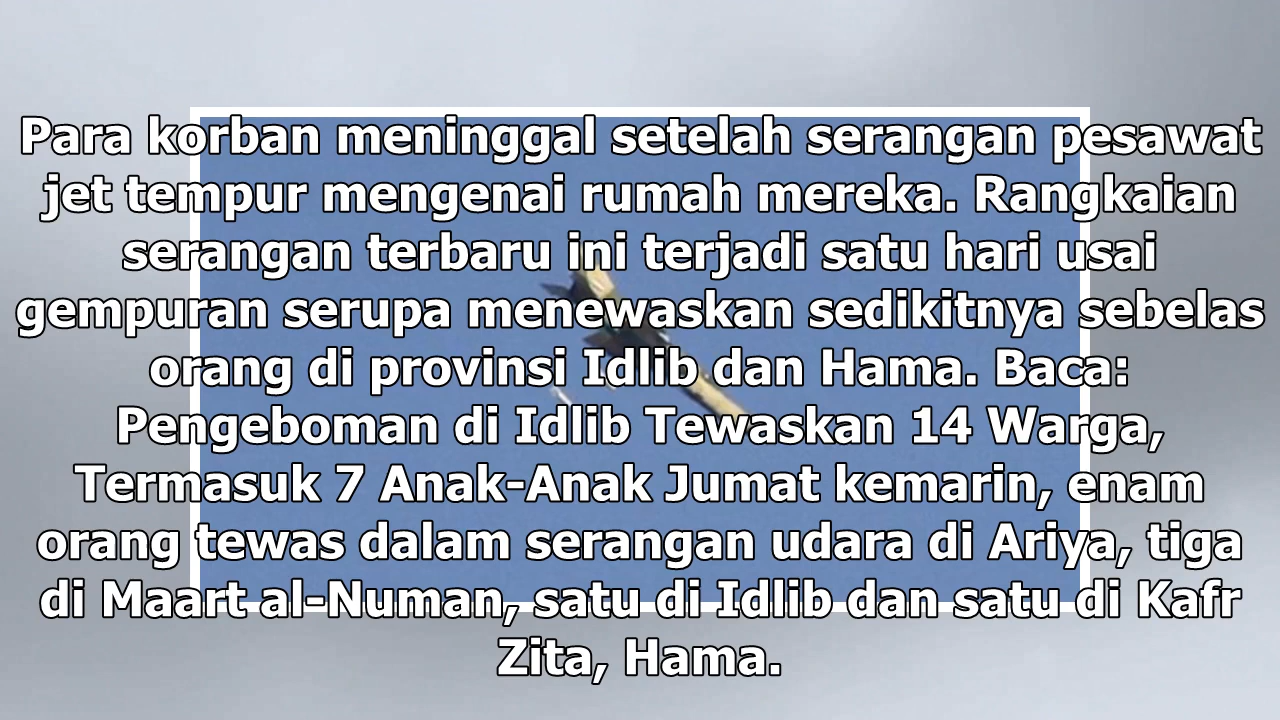 Para korban meninggal setelah serangan pesawat
jet tempur mengenai rumah mereka. Rangkaian
serangan terbaru ini terjadi satu hari usai
gempuran serupa menewaskan sedikitnya sebelas
orang di provinsi Idlib dan Hama. Baca:
Pengeboman di Idlib Tewaskan 14 Warga,
Termasuk 7 Anak-Anak Jumat kemarin, enam
orang tewas dalam serangan udara di Ariya, tiga
di Maart al-Numan, satu di Idlib dan satu di Kafr
Zita, Hama.